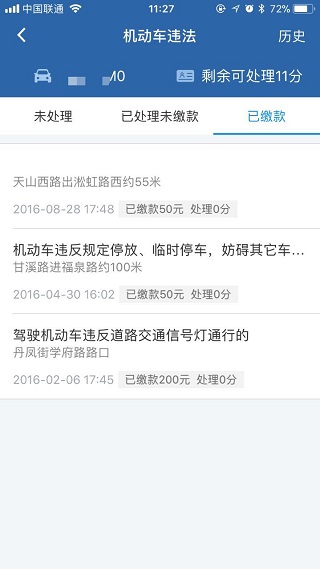 中国联通
11:27
72%
机动车违法
历史
M0
剩余可处理11分
未处理
已处理未缴款
已缴款
天山西路出淞虹路西约55米
2016-08-28 17:48 已缴款50元 处理0分
机动车违反规定停放、临时停车，妨碍其它车…
甘溪路进福泉路约100米
2016-04-30 16:02 已缴款50元 处理0分
驾驶机动车违反道路交通信号灯通行的
丹凤街学府路路口
2016-02-06 17:45 已缴款200元 处理0分